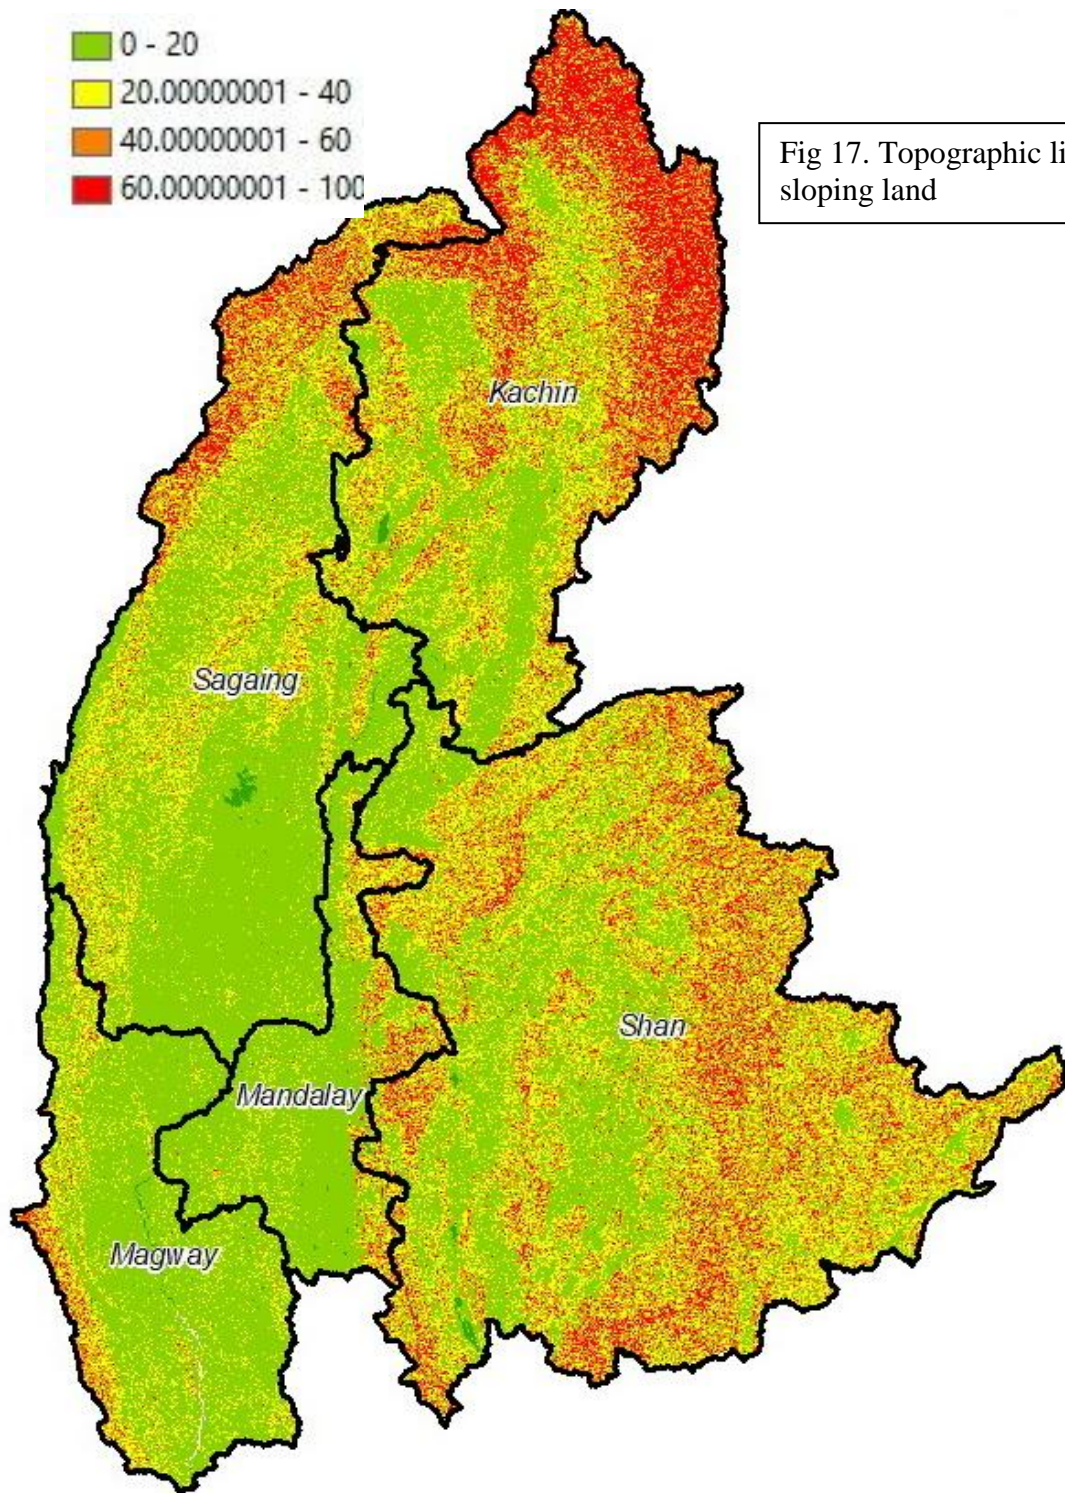 0 - 20
20.00000001 - 40
40.00000001 - 60
60.00000001 - 100
Fig 17. Topographic li
sloping land
Kachin
Sagaing
Shan
Mandalay
Magway